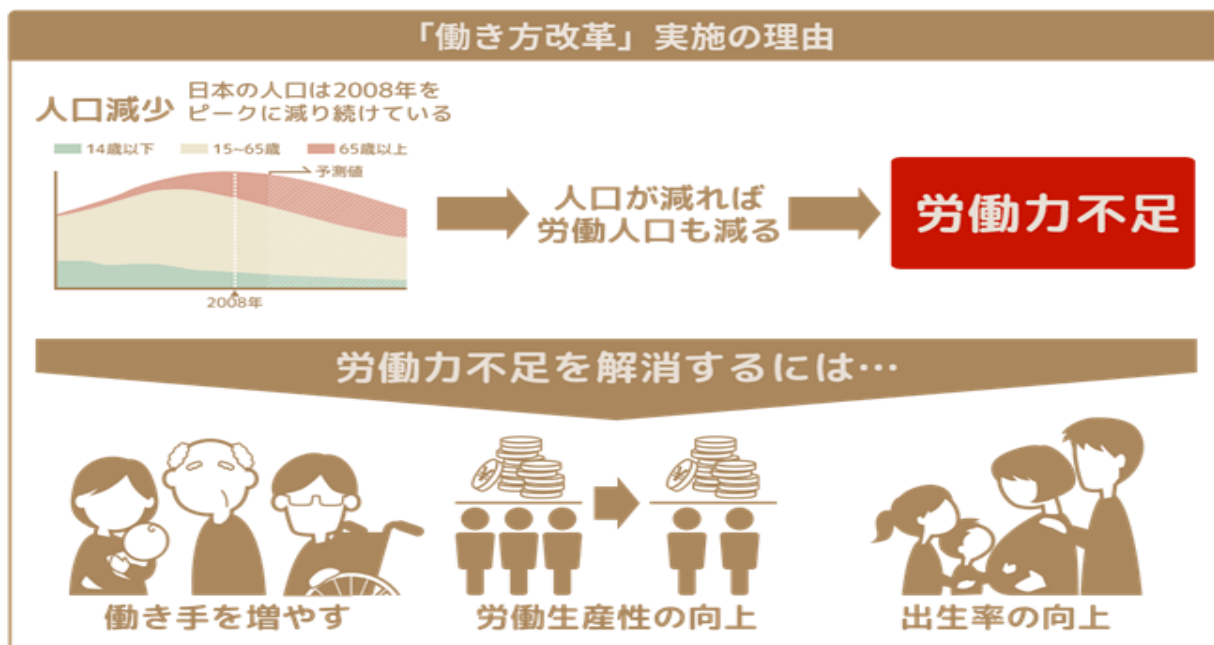 「働き方改革」実施の理由
人口減少
日本の人口は2008年を
ピークに減り続けている
14歳以下
15~65歳
65歳以上
予測値
2008年
人口が減れば
労働人口も減る
労働力不足
労働力不足を解消するには…
¥
¥
働き手を増やす
労働生産性の向上
出生率の向上